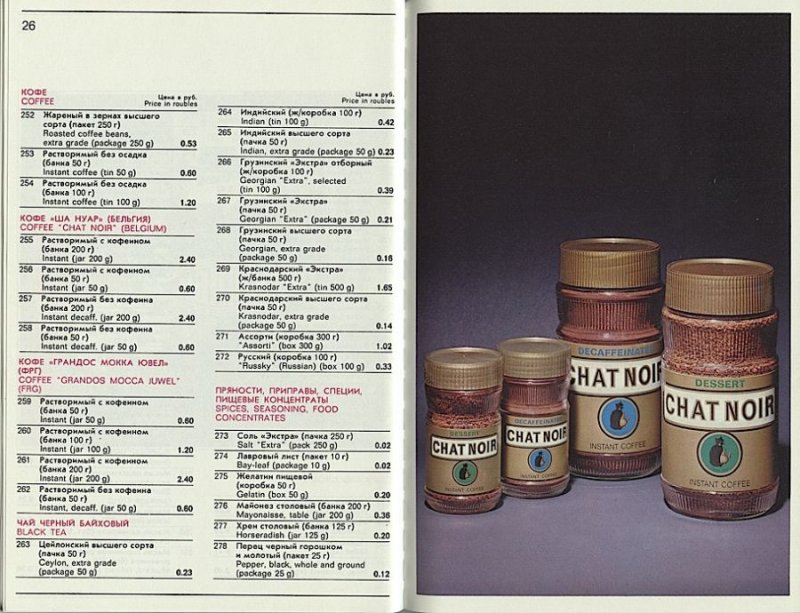 26
КОФЕ
COFFEE
Цена в руб.
Price in roubles
252 Жареный в зернах высшего
сорта (пакет 250 г)
Roasted coffee beans,
extra grade (package 250 g) 0.53
253 Растворимый без осадка
(банка 50 г)
Instant coffee (tin 50 g) 0.60
254 Растворимый без осадка
(банка 100 г)
Instant coffee (tin 100 g) 1.20
КОФЕ «ША НУАР» (БЕЛЬГИЯ)
COFFEE "CHAT NOIR" (BELGIUM)
255 Растворимый с кофеином
(банка 200 г)
Instant (jar 200 g) 2.40
256 Растворимый с кофеином
(банка 50 г)
Instant (jar 50 g) 0.60
257 Растворимый без кофеина
(банка 200 г)
Instant decaff. (jar 200 g) 2.40
258 Растворимый без кофеина
(банка 50 г)
Instant decaff. (jar 50 g) 0.60
КОФЕ «ГРАНДОС МОККА ЮВЕЛ»
(ФРГ)
COFFEE "GRANDOS MOCCA JUWEL"
(FRG)
259 Растворимый с кофеином
(банка 50 г)
Instant (jar 50 g) 0.60
260 Растворимый с кофеином
(банка 100 г)
Instant (jar 100 g) 1.20
261 Растворимый с кофеином
(банка 200 г)
Instant (jar 200 g) 2.40
262 Растворимый без кофеина
(банка 50 г)
Instant, decaff. (jar 50 g) 0.60
ЧАЙ ЧЕРНЫЙ БАЙХОВЫЙ
BLACK TEA
263 Цейлонский высшего сорта
(пачка 50 г)
Ceylon, extra grade
(package 50 g) 0.23
Цена в руб.
Price in roubles
264 Индийский (ж/коробка 100 г)
Indian (tin 100 g) 0.42
265 Индийский высшего сорта
(пачка 50 г)
Indian, extra grade (package 50 g) 0.23
266 Грузинский «Экстра» отборный
(ж/коробка 100 г)
Georgian "Extra", selected
(tin 100 g) 0.39
267 Грузинский «Экстра»
(пачка 50 г)
Georgian "Extra" (package 50 g) 0.21
268 Грузинский высшего сорта
(пачка 50 г)
Georgian, extra grade
(package 50 g) 0.16
269 Краснодарский «Экстра»
(ж/банка 500 г)
Krasnodar "Extra" (tin 500 g) 1.65
270 Краснодарский высшего сорта
(пачка 50 г)
Krasnodar, extra grade
(package 50 g) 0.14
271 Ассорти (коробка 300 г)
"Assorti" (box 300 g) 1.02
272 Русский (коробка 100 г)
"Russky" (Russian) (box 100 g) 0.33
ПРЯНОСТИ, ПРИПРАВЫ, СПЕЦИИ,
ПИЩЕВЫЕ КОНЦЕНТРАТЫ
SPICES, SEASONING, FOOD
CONCENTRATES
273 Соль «Экстра» (пачка 250 г)
Salt "Extra" (pack 250 g) 0.02
274 Лавровый лист (пакет 10 г)
Bay-leaf (package 10 g) 0.02
275 Желатин пищевой
(коробка 50 г)
Gelatin (box 50 g) 0.20
276 Майонез столовый (банка 200 г)
Mayonaisse, table (jar 200 g) 0.36
277 Хрен столовый (банка 125 г)
Horseradish (jar 125 g) 0.20
278 Перец черный горошком
и молотый (пакет 25 г)
Pepper, black, whole and ground
(package 25 g) 0.12
DESSERT
CHAT NOIR
INSTANT COFFEE
DECAFFEINATED
CHAT NOIR
INSTANT COFFEE
DECAFFEINATED
CHAT NOIR
INSTANT COFFEE
DESSERT
CHAT NOIR
INSTANT COFFEE